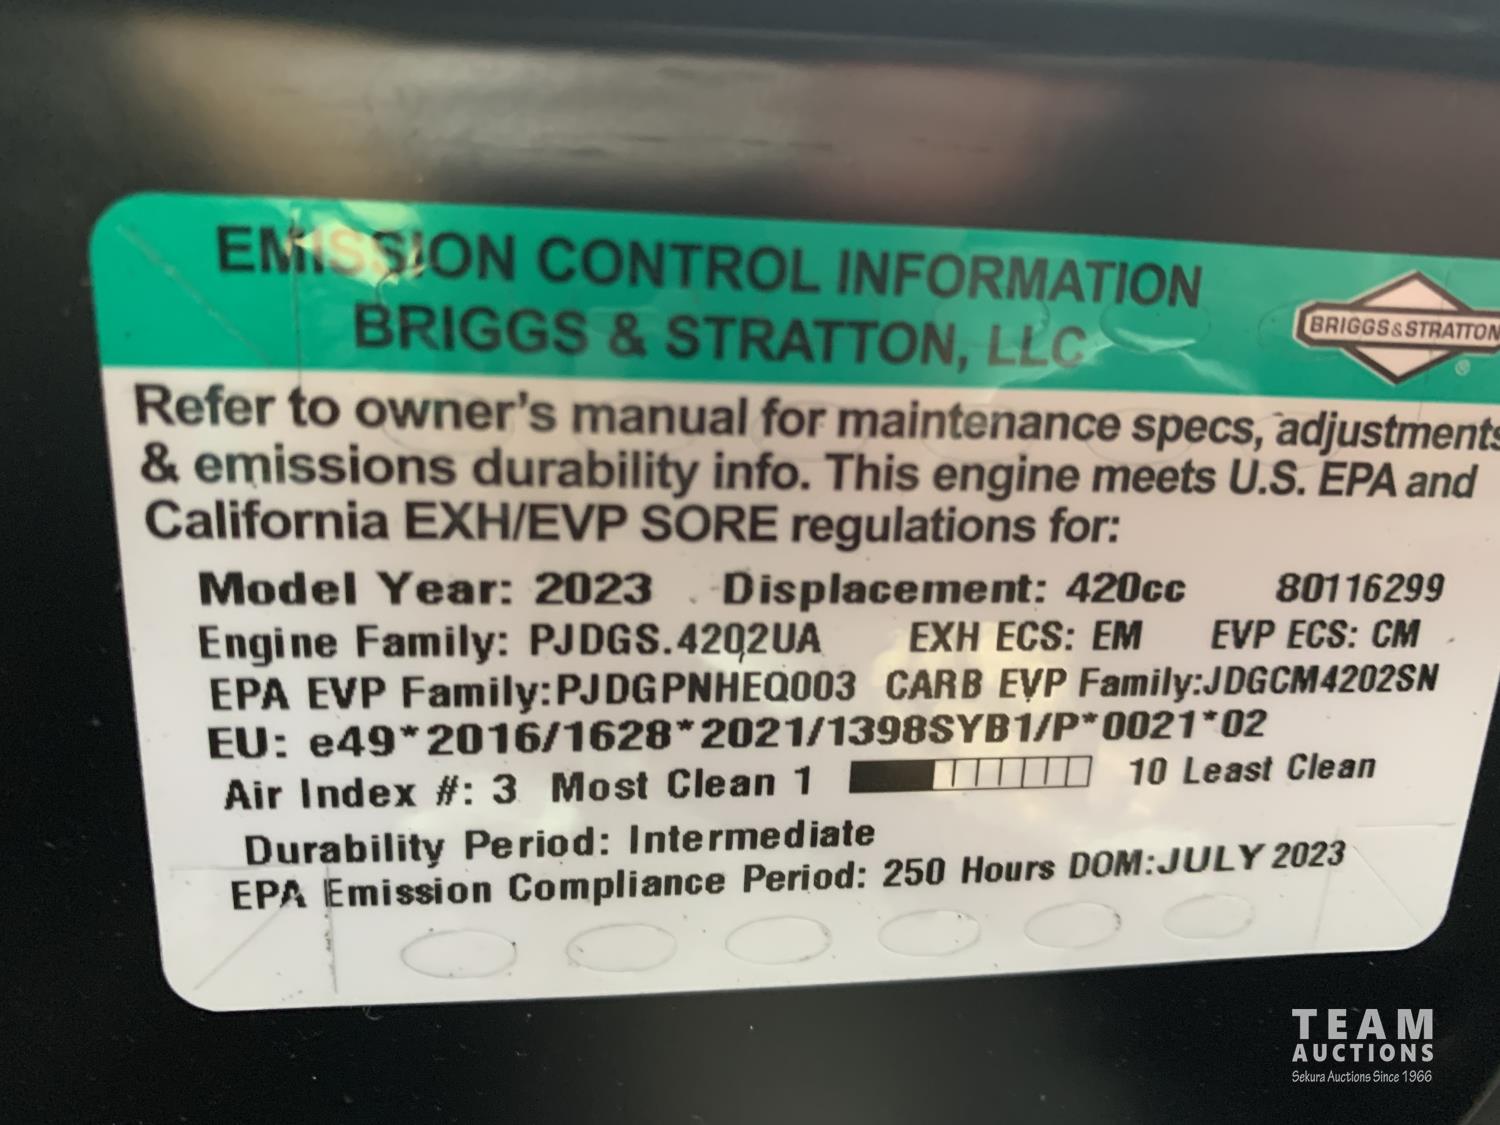 EMISSION CONTROL INFORMATION
BRIGGS & STRATTON, LLC
BRIGGS&STRATTON
®
Refer to owner's manual for maintenance specs, adjustments
& emissions durability info. This engine meets U.S. EPA and
California EXH/EVP SORE regulations for:
Model Year: 2023 Displacement: 420cc 80116299
Engine Family: PJDGS.4202UA EXH ECS: EM EVP ECS: CM
EPA EVP Family:PJDGPNHEQ003 CARB EVP Family:JDGCM4202SN
EU: e49*2016/1628*2021/1398SYB1/P*0021*02
Air Index #: 3 Most Clean 1 10 Least Clean
Durability Period: Intermediate
EPA Emission Compliance Period: 250 Hours DOM:JULY 2023
TEAM
AUCTIONS
Sekura Auctions Since 1966